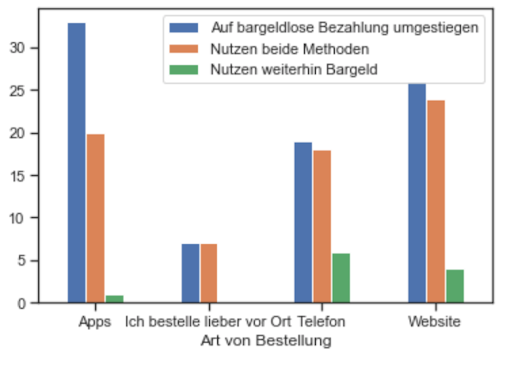 Auf bargeldlose Bezahlung umgestiegen
Nutzen beide Methoden
Nutzen weiterhin Bargeld
30
25
20
15
10
5
0
Apps Ich bestelle lieber vor Ort Telefon Website
Art von Bestellung